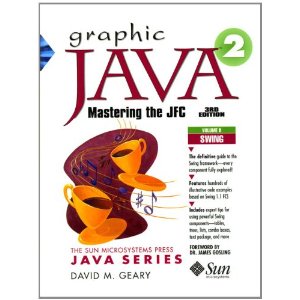 graphic
JAVA 2
Mastering the JFC
3RD
EDITION
VOLUME II
SWING
• The definitive guide to the
Swing framework—every
component fully explored!
• Features hundreds of
illustrative code examples
based on Swing 1.1 FCS
• Includes expert tips for
using powerful Swing
components—tables,
trees, lists, combo boxes,
text package, and more
THE SUN MICROSYSTEMS PRESS
JAVA SERIES
DAVID M. GEARY
FOREWORD BY
DR. JAMES GOSLING
Sun
microsystems